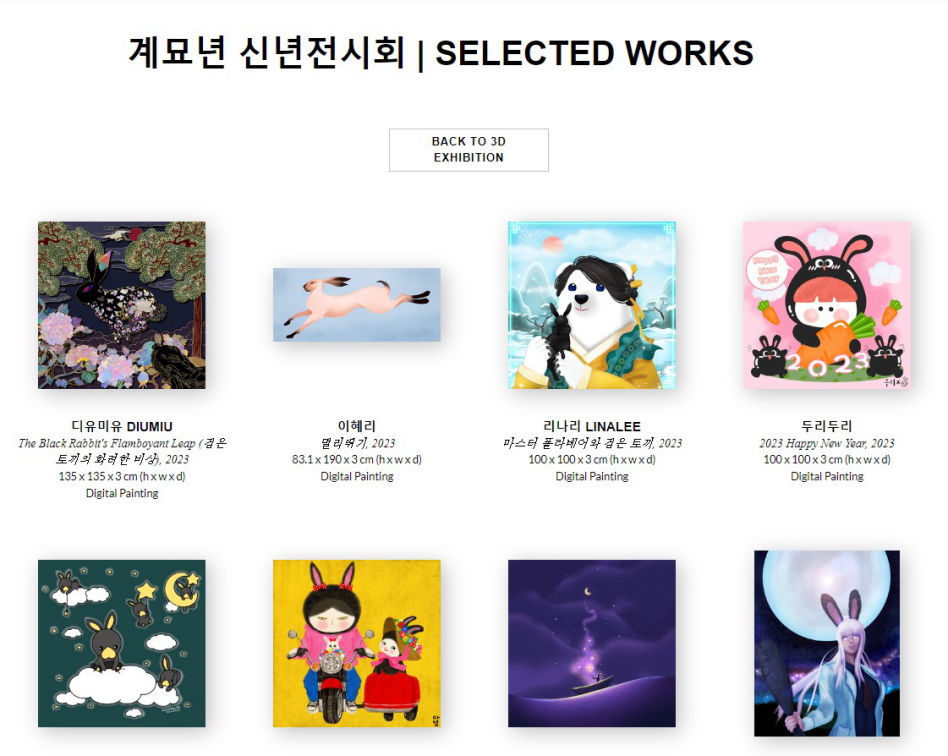 계묘년 신년전시회 | SELECTED WORKS
BACK TO 3D
EXHIBITION
Happy
New
YEAR
2023
디유미유 DIUMIU
The Black Rabbit's Flamboyant Leap (검은
토끼의 화려한 비상), 2023
135 x 135 x 3 cm (h x w x d)
Digital Painting
이혜리
멀리뛰기, 2023
83.1 x 190 x 3 cm (h x w x d)
Digital Painting
리나리 LINALEE
마스터 폴라베어와 검은 토끼, 2023
100 x 100 x 3 cm (h x w x d)
Digital Painting
두리두리
2023 Happy New Year, 2023
100 x 100 x 3 cm (h x w x d)
Digital Painting